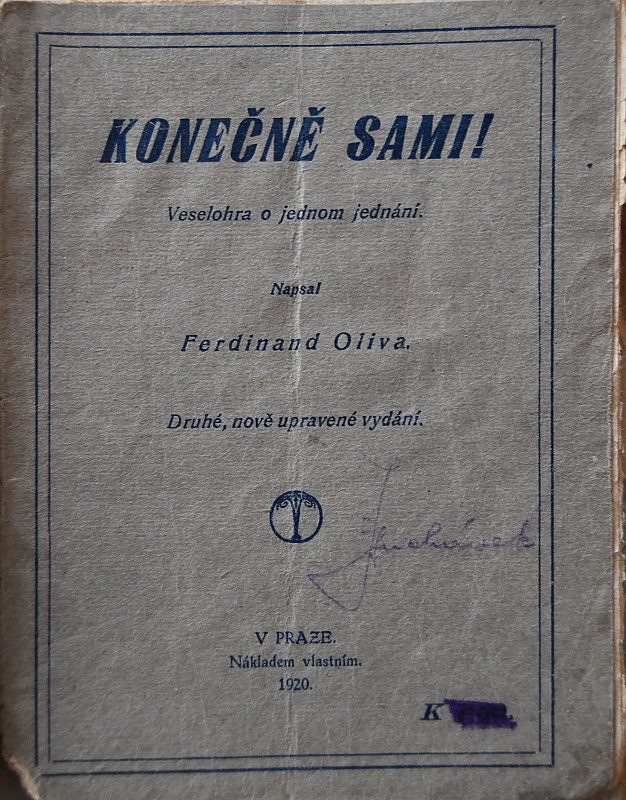 KONEČNĚ SAMI!
Veselohra o jednom jednání.
Napsal
Ferdinand Oliva.
Druhé, nově upravené vydání.
V PRAZE.
Nákladem vlastním.
1920.
K